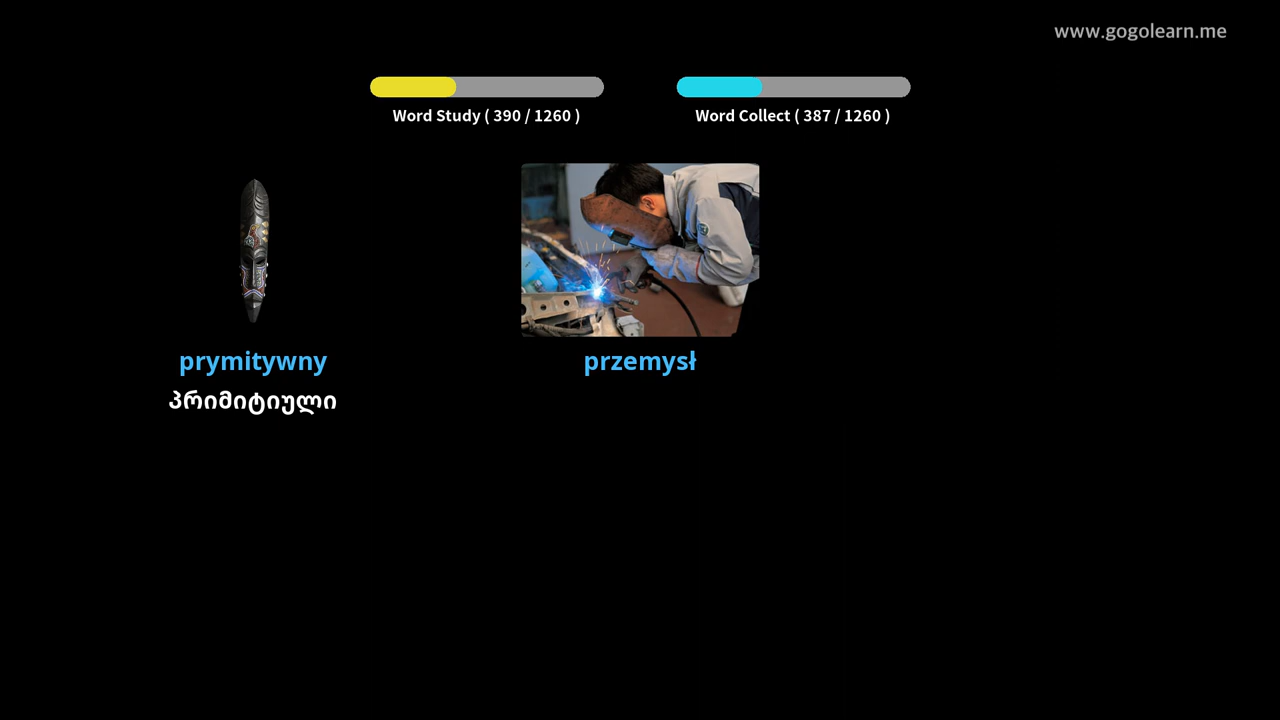 www.gogolearn.me
Word Study ( 390 / 1260 )
Word Collect ( 387 / 1260 )
prymitywny
przemysł
პრიმიტიული